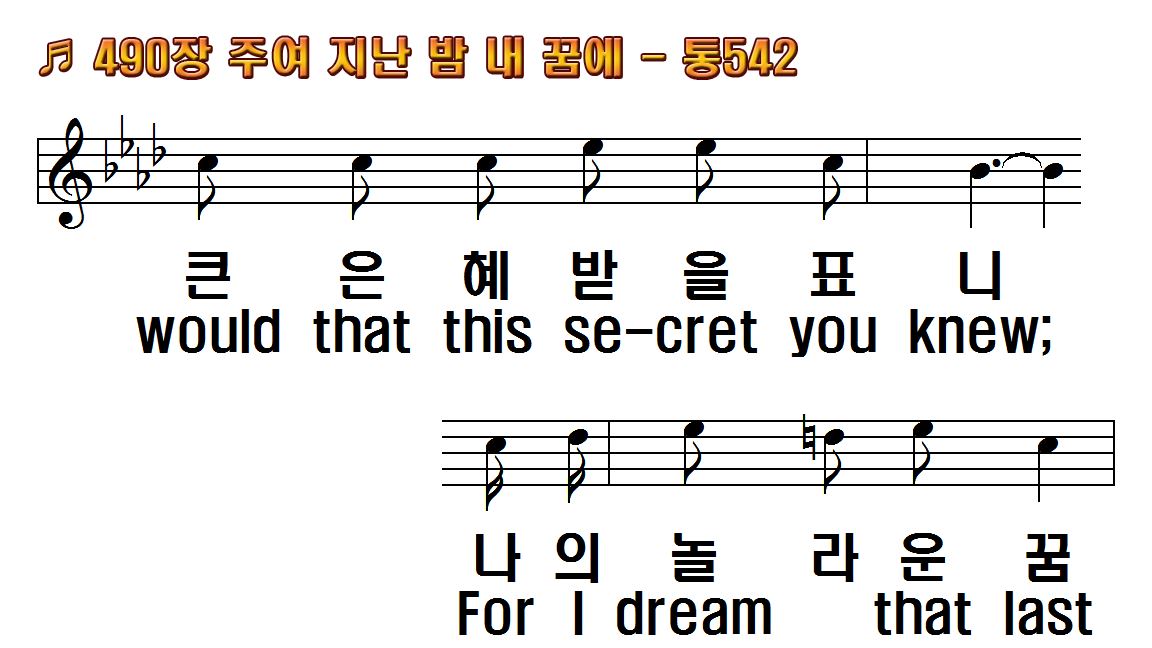 ♬ 490장 주여 지난 밤 내 꿈에 - 통542
큰 은 혜 받 을 표 니
would that this se-cret you knew;
나 의 놀 라 운 꿈
For I dream that last